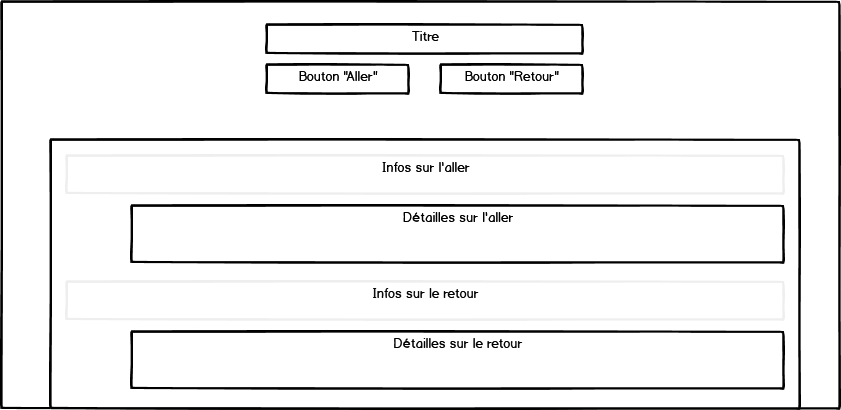 Titre
Bouton "Aller"
Bouton "Retour"
Infos sur l'aller
Détailles sur l'aller
Infos sur le retour
Détailles sur le retour